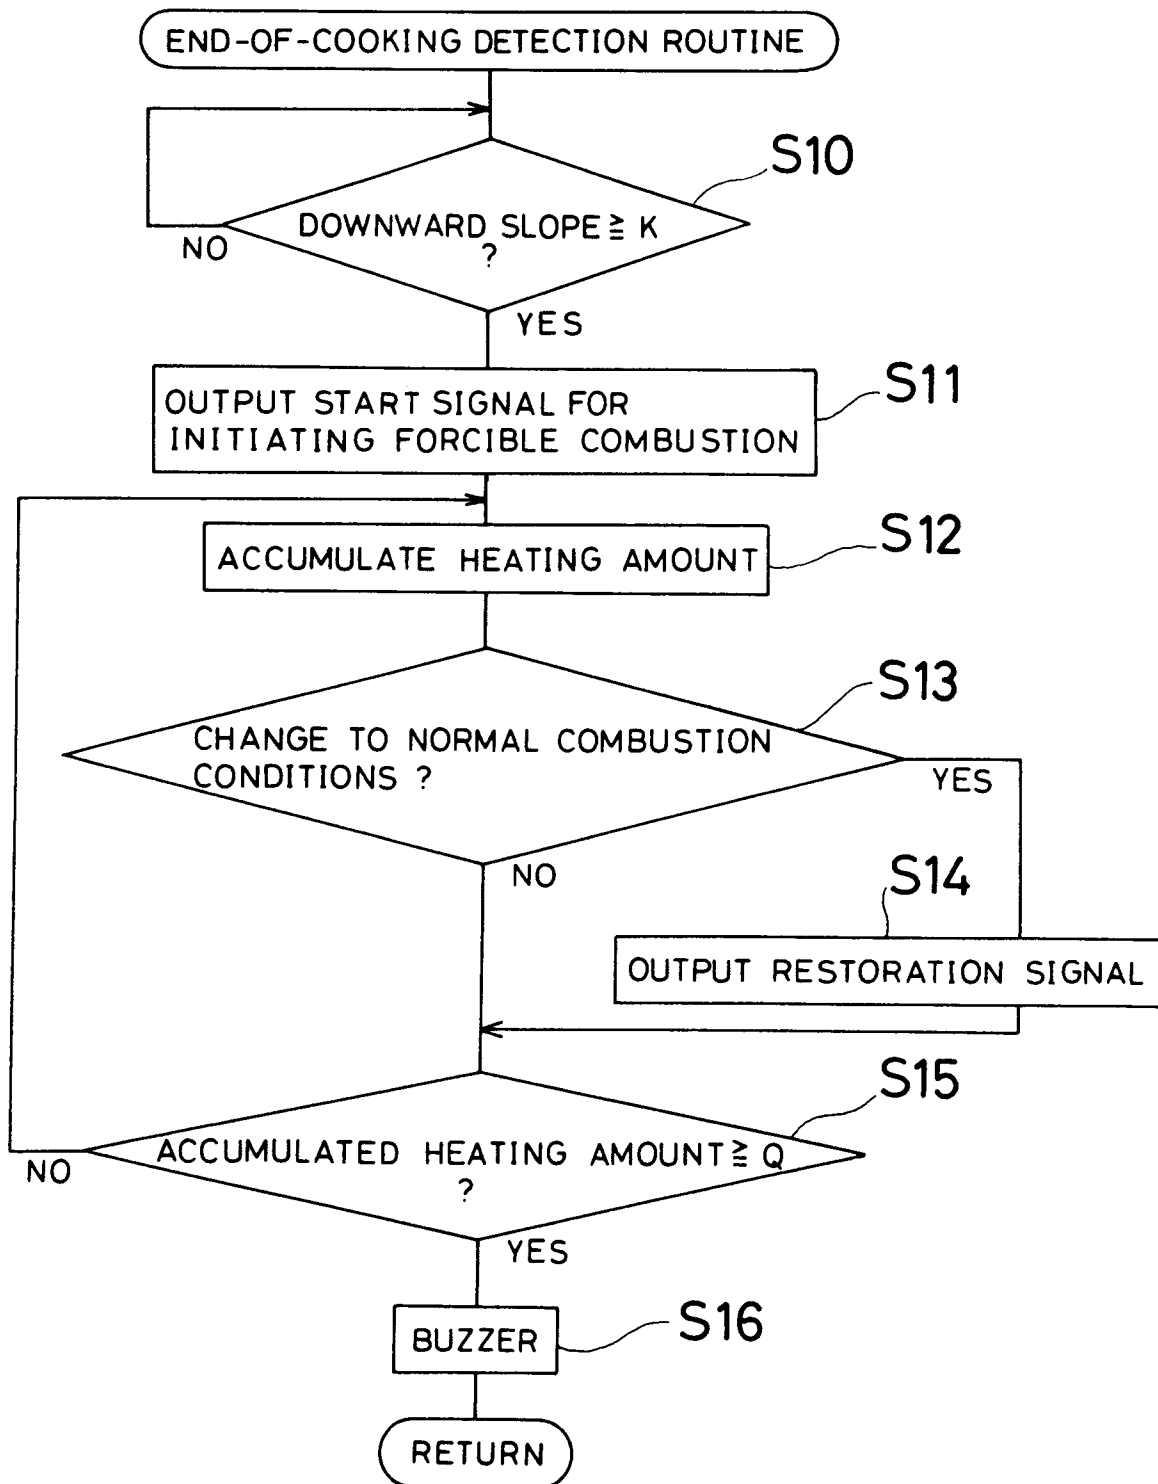 END-OF-COOKING DETECTION ROUTINE
S10
DOWNWARD SLOPE ≧ K
?
NO
YES
S11
OUTPUT START SIGNAL FOR
INITIATING FORCIBLE COMBUSTION
S12
ACCUMULATE HEATING AMOUNT
S13
CHANGE TO NORMAL COMBUSTION
CONDITIONS ?
YES
NO
S14
OUTPUT RESTORATION SIGNAL
S15
ACCUMULATED HEATING AMOUNT ≧ Q
?
NO
YES
S16
BUZZER
RETURN